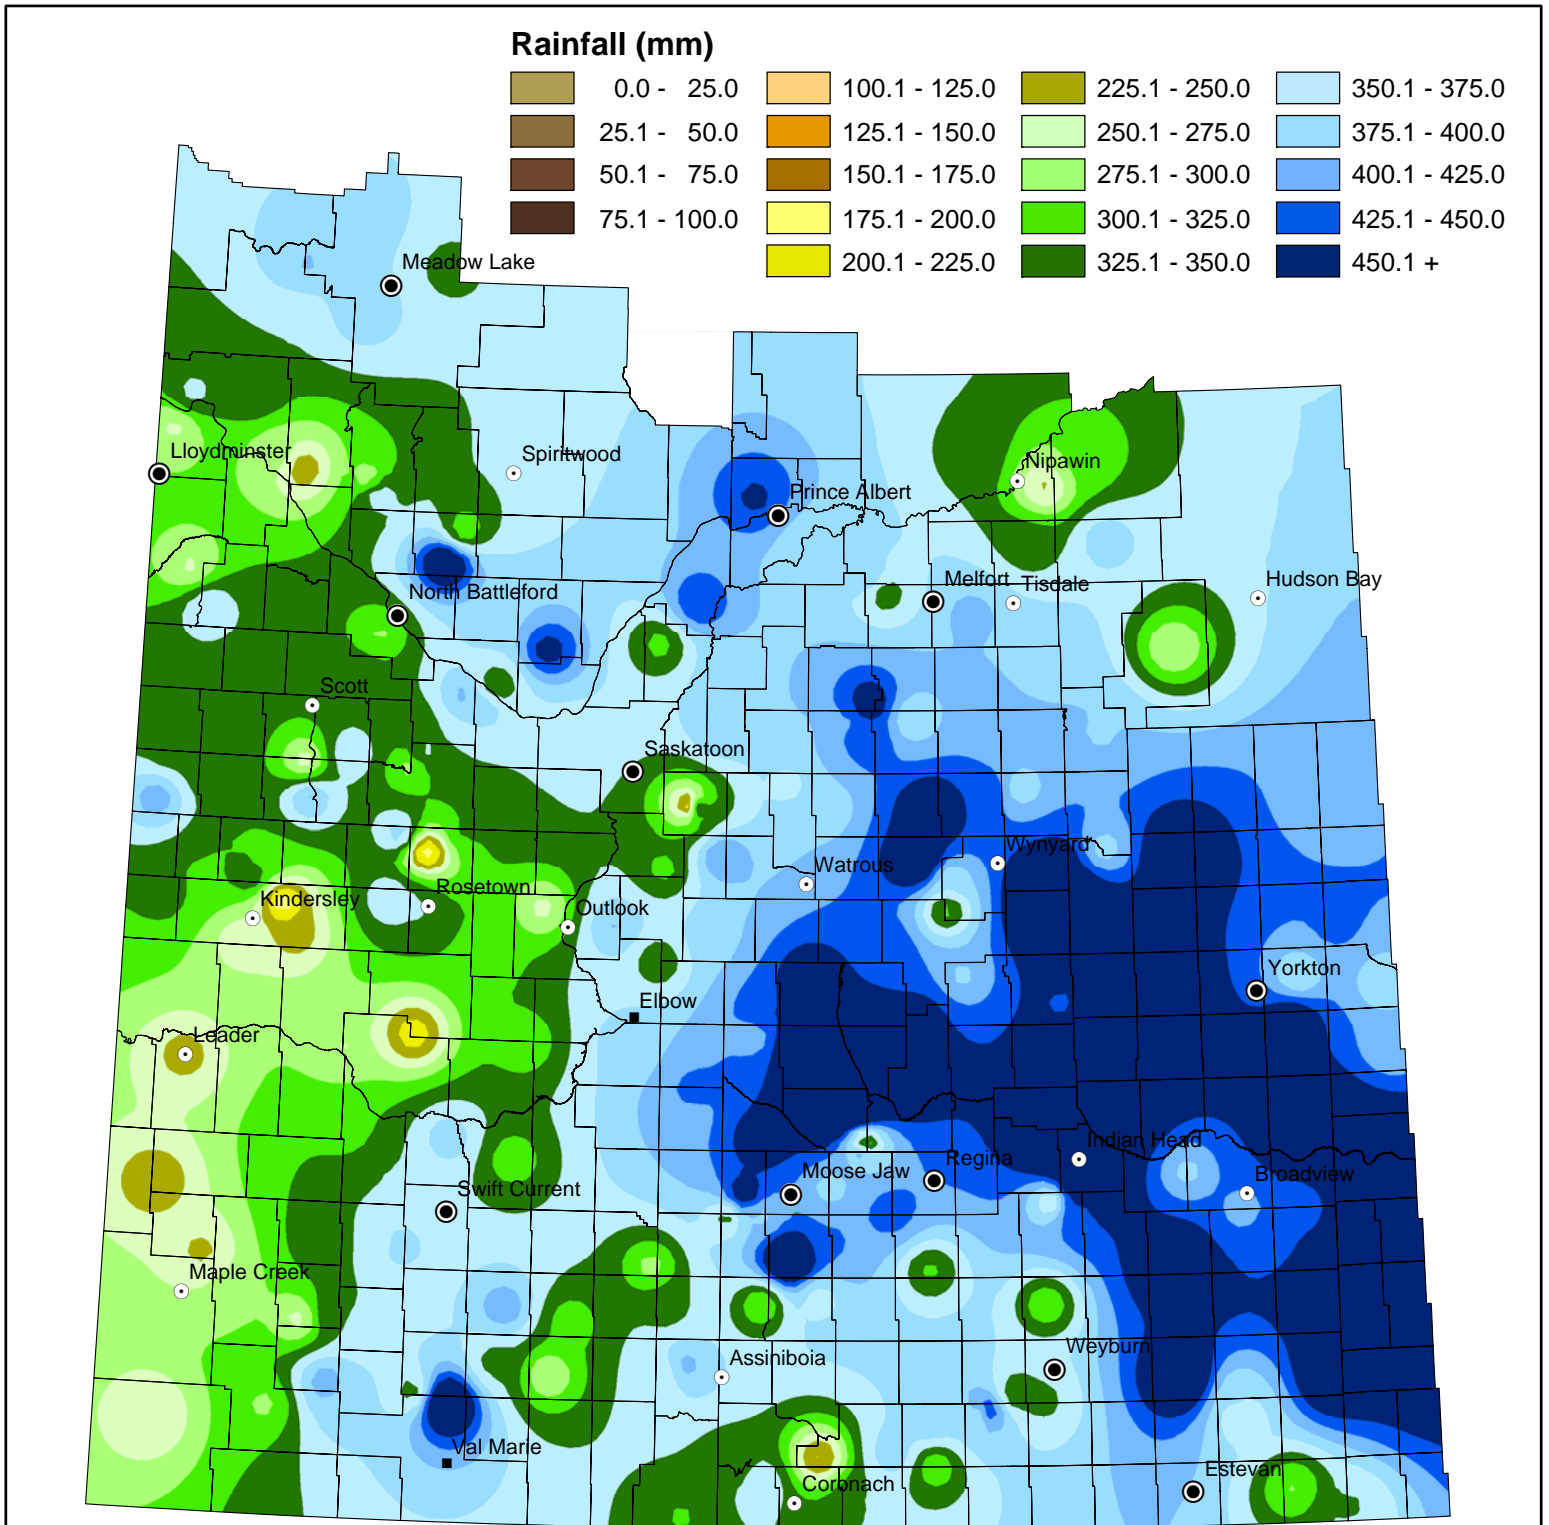 Rainfall (mm)
0.0 - 25.0
25.1 - 50.0
50.1 - 75.0
75.1 - 100.0
100.1 - 125.0
125.1 - 150.0
150.1 - 175.0
175.1 - 200.0
200.1 - 225.0
225.1 - 250.0
250.1 - 275.0
275.1 - 300.0
300.1 - 325.0
325.1 - 350.0
350.1 - 375.0
375.1 - 400.0
400.1 - 425.0
425.1 - 450.0
450.1 +
Meadow Lake
Lloydminster
Spiritwood
Nipawin
Prince Albert
North Battleford
Melfort
Tisdale
Hudson Bay
Scott
Saskatoon
Wynyard
Watrous
Rosetown
Kindersley
Outlook
Yorkton
Elbow
Leader
Indian Head
Regina
Moose Jaw
Broadview
Swift Current
Maple Creek
Weyburn
Assiniboia
Val Marie
Estevan
Coronach